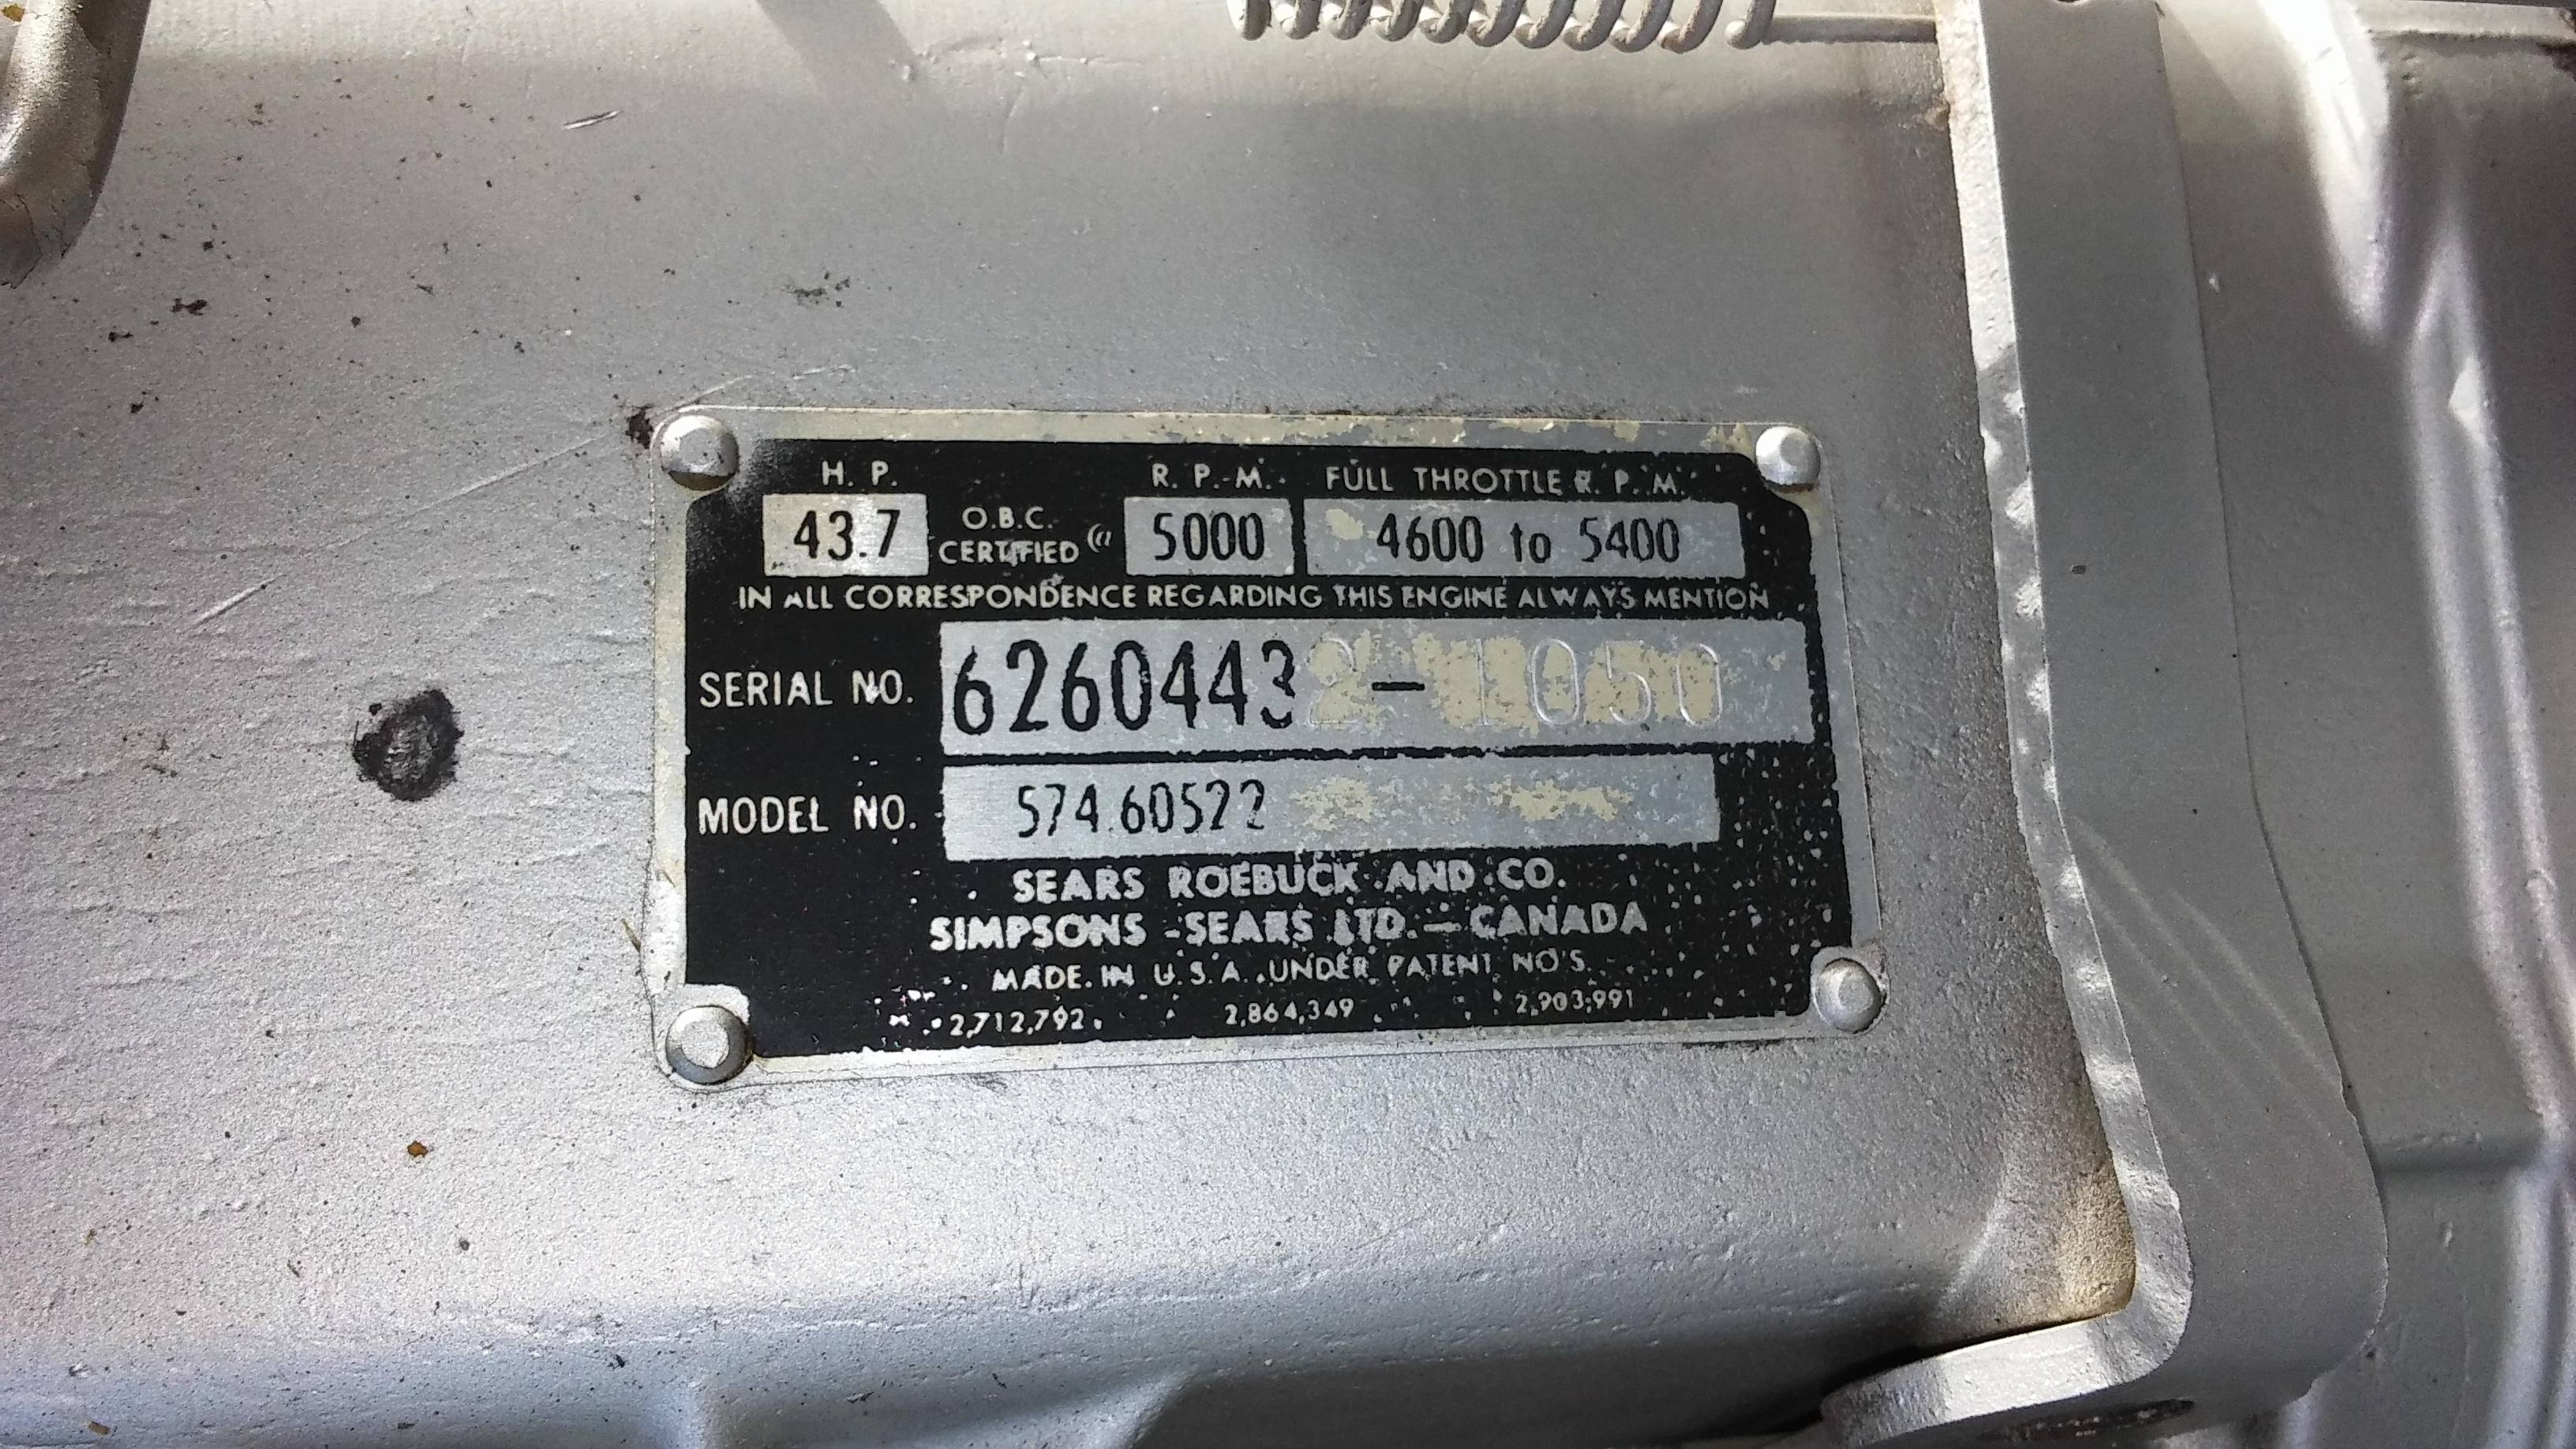 H. P. R. P. M. FULL THROTTLE R. P. M.
43.7 O.B.C. CERTIFIED @ 5000 4600 to 5400
IN ALL CORRESPONDENCE REGARDING THIS ENGINE ALWAYS MENTION
SERIAL NO. 62604432-
MODEL NO. 574.60522
SEARS ROEBUCK AND CO.
SIMPSONS-SEARS LTD.—CANADA
MADE IN U.S.A. UNDER PATENT NO'S.
2,712,792 2,864,349 2,903,991